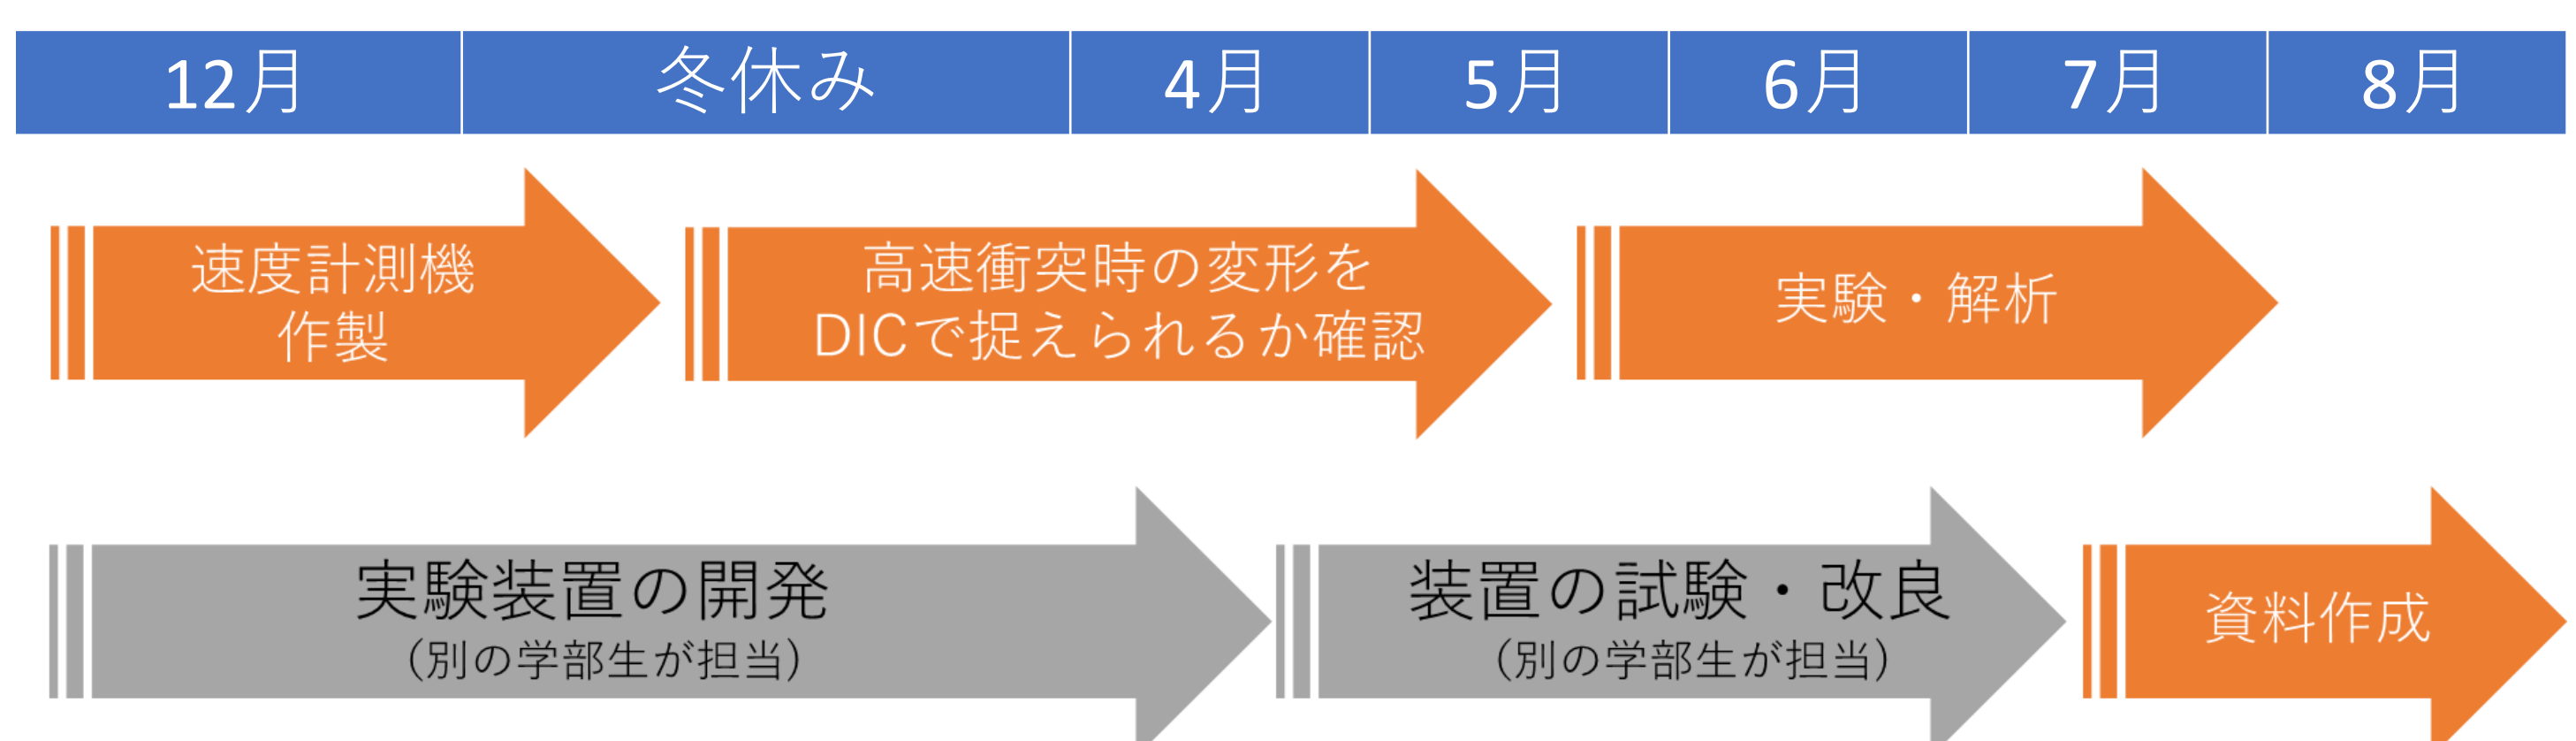 12月 冬休み 4月 5月 6月 7月 8月
速度計測機
作製
高速衝突時の変形を
DICで捉えられるか確認
実験・解析
実験装置の開発
(別の学部生が担当)
装置の試験・改良
(別の学部生が担当)
資料作成